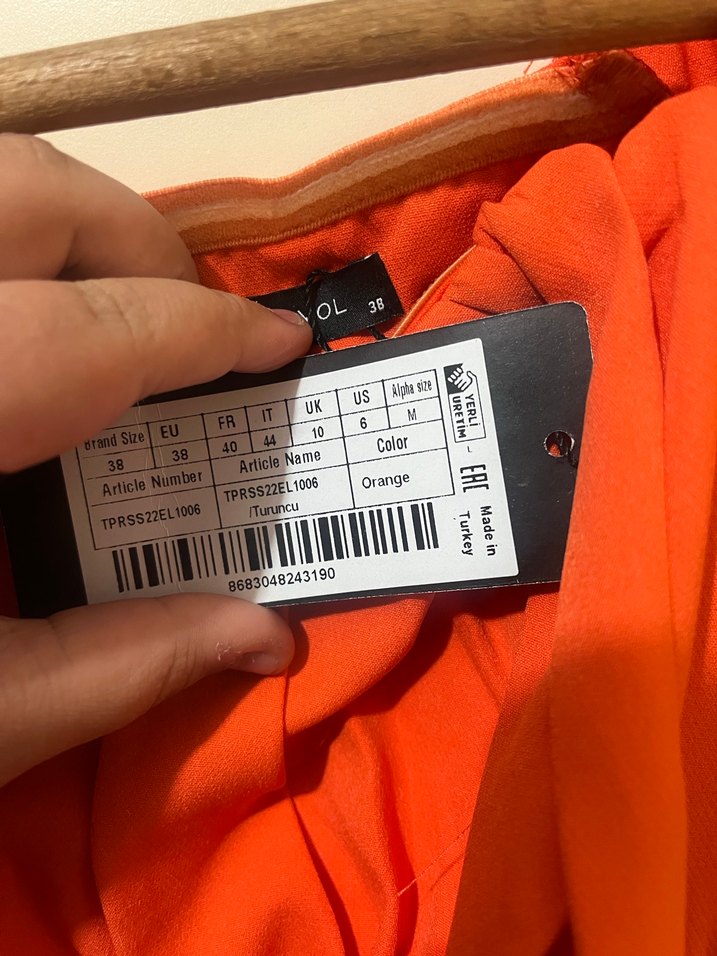 VOL 38
Brand Size EU FR IT UK US Alpha size
38 38 40 44 10 6 M
Article Number Article Name Color
TPRSS22EL1006 TPRSS22EL1006 Orange
/Turuncu
8683048243190
YERLİ
ÜRETİM
EAC
Made in
Turkey